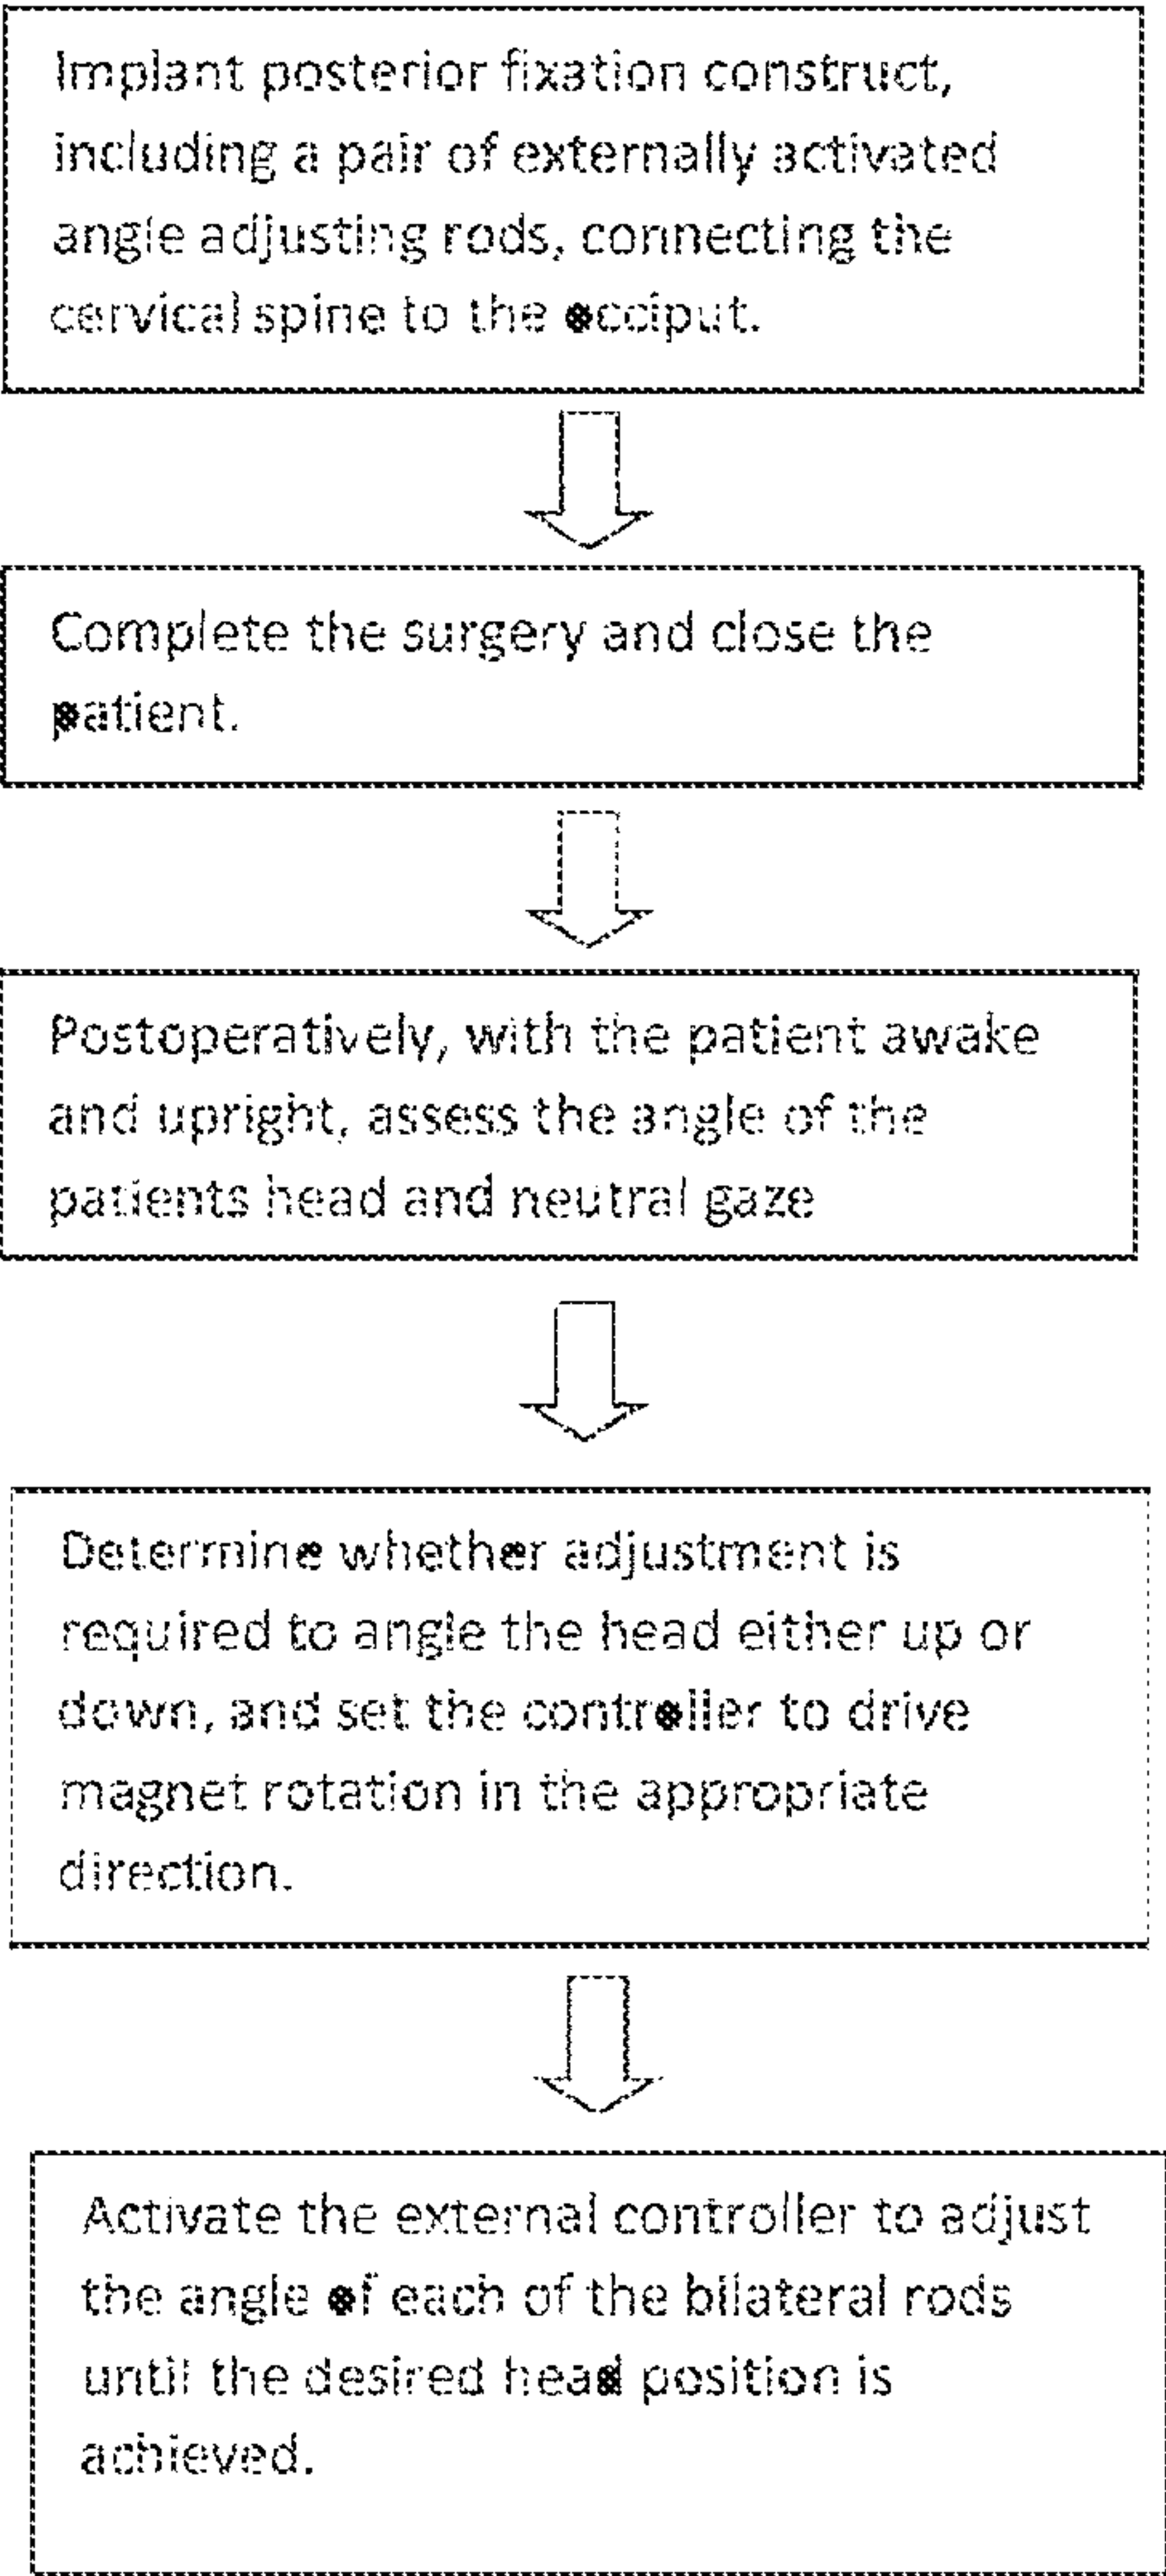 Implant posterior fixation construct,
including a pair of externally activated
angle adjusting rods, connecting the
cervical spine to the occiput.
Complete the surgery and close the
patient.
Postoperatively, with the patient awake
and upright, assess the angle of the
patients head and neutral gaze
Determine whether adjustment is
required to angle the head either up or
down, and set the controller to drive
magnet rotation in the appropriate
direction.
Activate the external controller to adjust
the angle of each of the bilateral rods
until the desired head position is
achieved.